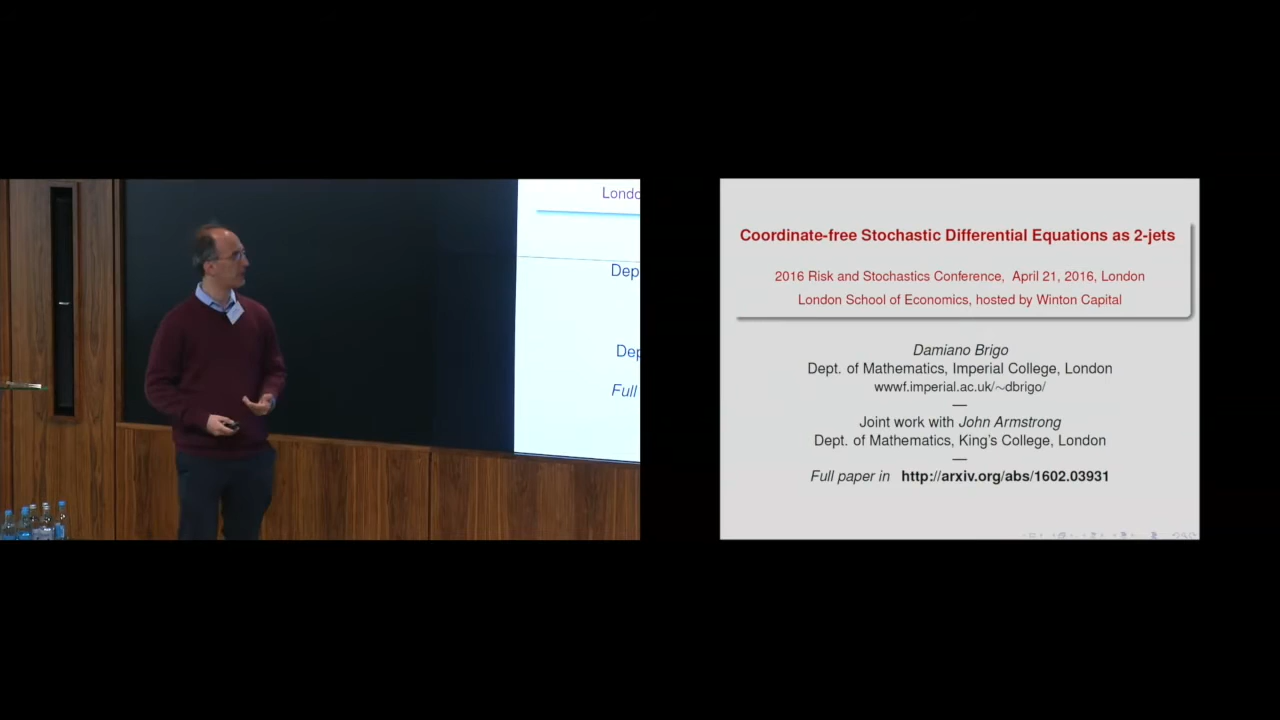 Londo
Dep
Dep
Full
Coordinate-free Stochastic Differential Equations as 2-jets
2016 Risk and Stochastics Conference, April 21, 2016, London
London School of Economics, hosted by Winton Capital
Damiano Brigo
Dept. of Mathematics, Imperial College, London
wwwf.imperial.ac.uk/~dbrigo/
—
Joint work with John Armstrong
Dept. of Mathematics, King's College, London
—
Full paper in http://arxiv.org/abs/1602.03931